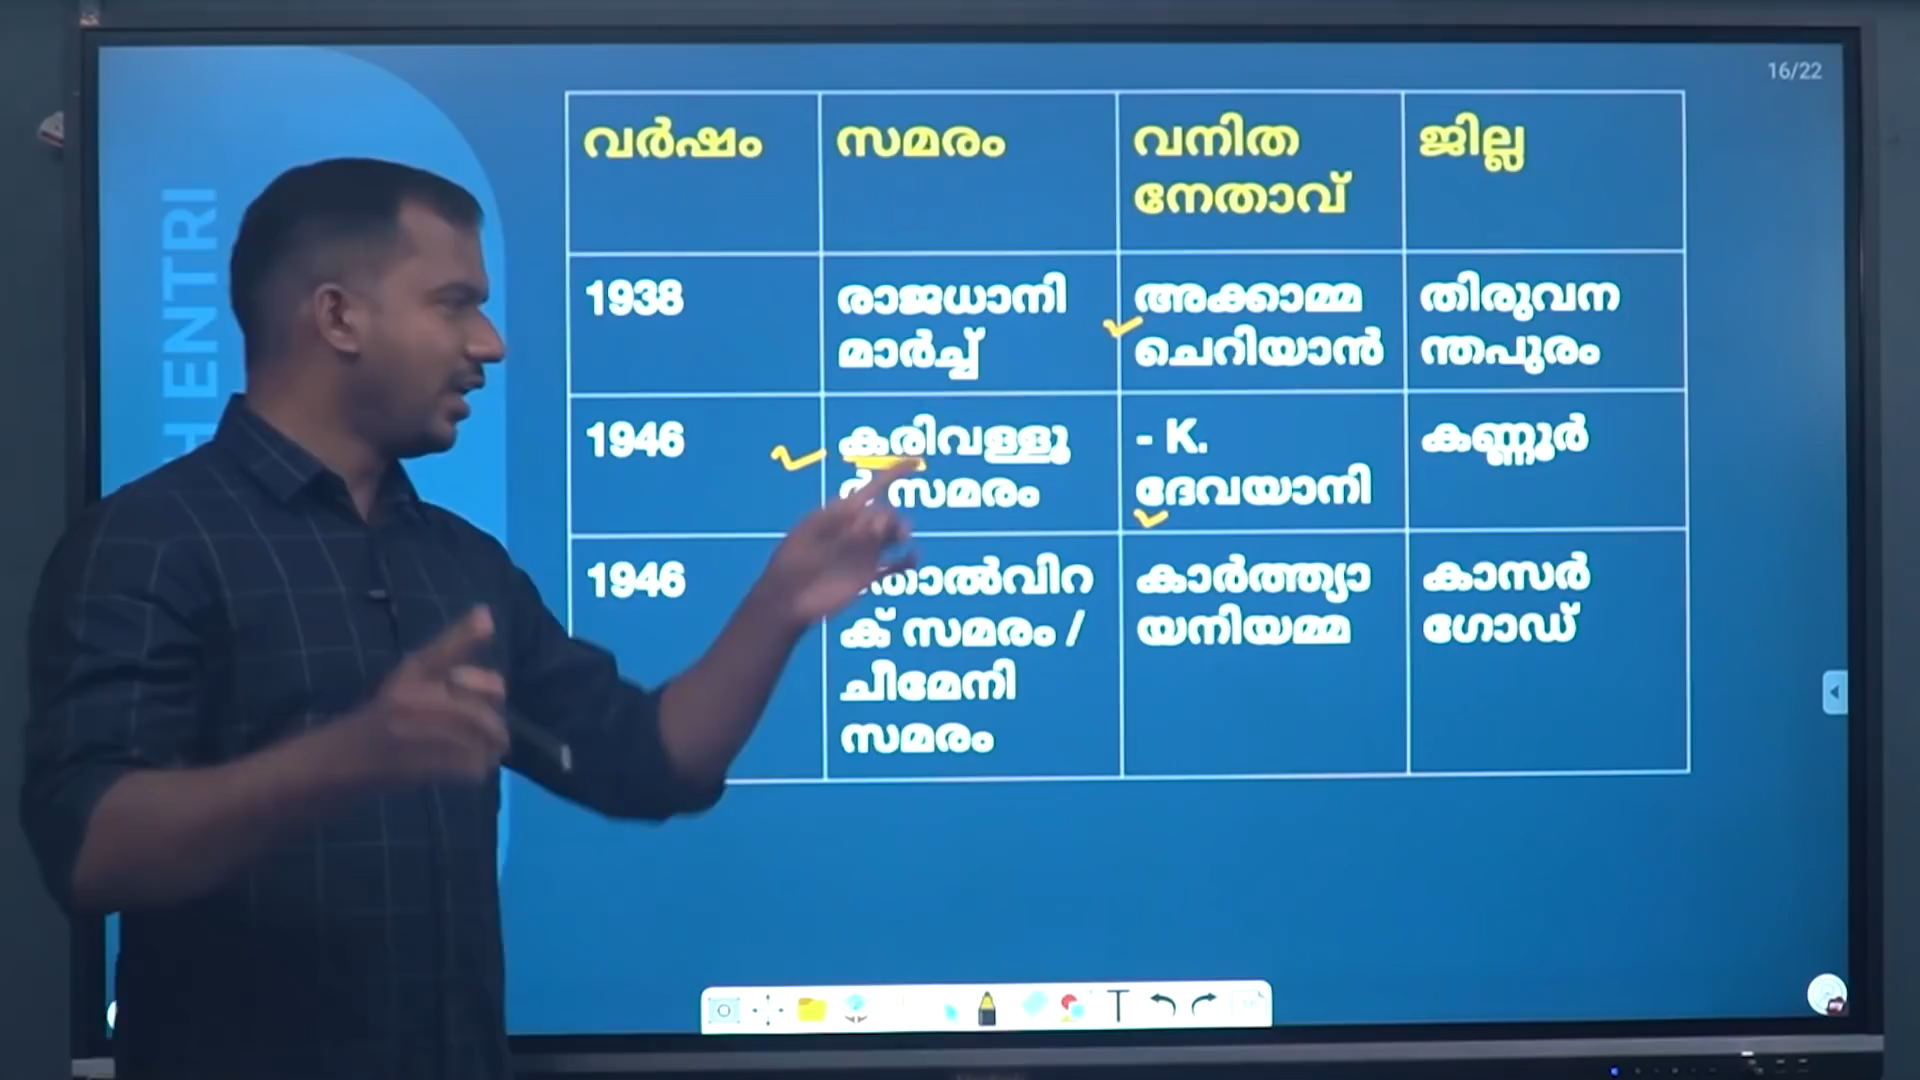 16/22
H ENTRI
വർഷം
സമരം
വനിത
നേതാവ്
ജില്ല
1938
രാജധാനി
മാർച്ച്
അക്കാമ്മ
ചെറിയാൻ
തിരുവന
ന്തപുരം
1946
കരിവള്ളൂ
ർ സമരം
- K.
ദേവയാനി
കണ്ണൂർ
1946
തോൽവിറ
ക് സമരം /
ചീമേനി
സമരം
കാർത്ത്യാ
യനിയമ്മ
കാസർ
ഗോഡ്
T